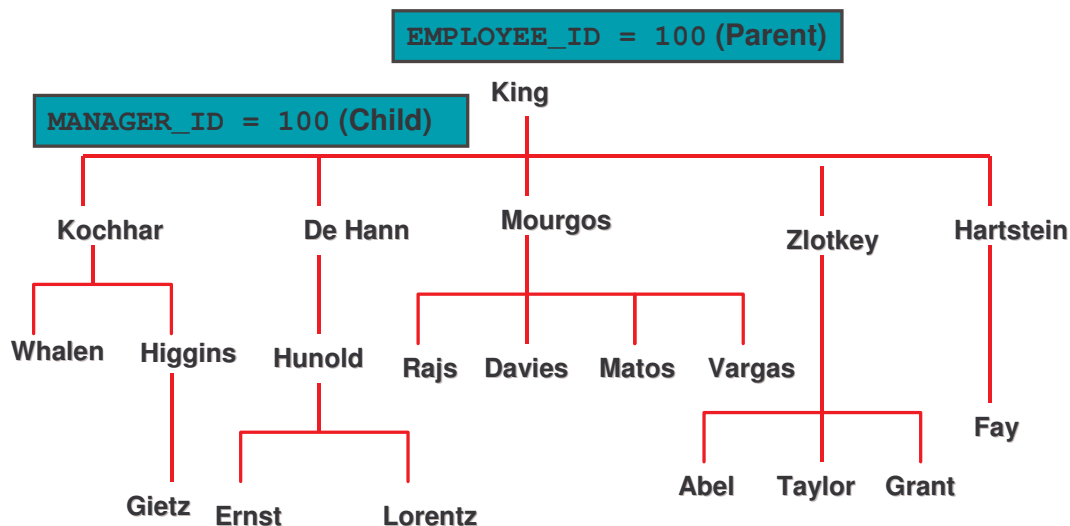 EMPLOYEE_ID = 100 (Parent)
King
MANAGER_ID = 100 (Child)
Kochhar
De Hann
Mourgos
Zlotkey
Hartstein
Whalen
Higgins
Hunold
Rajs
Davies
Matos
Vargas
Fay
Gietz
Ernst
Lorentz
Abel
Taylor
Grant